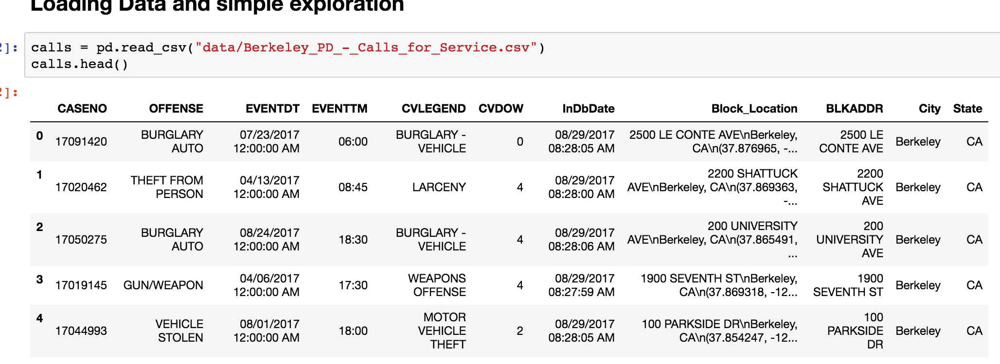 Loading Data and simple exploration
2]: calls = pd.read_csv("data/Berkeley_PD_-_Calls_for_Service.csv")
calls.head()
2]:
CASENO OFFENSE EVENTDT EVENTTM CVLEGEND CVDOW InDbDate Block_Location BLKADDR City State
0 17091420 BURGLARY AUTO 07/23/2017 12:00:00 AM 06:00 BURGLARY - VEHICLE 0 08/29/2017 08:28:05 AM 2500 LE CONTE AVE\nBerkeley, CA\n(37.876965, -... 2500 LE CONTE AVE Berkeley CA
1 17020462 THEFT FROM PERSON 04/13/2017 12:00:00 AM 08:45 LARCENY 4 08/29/2017 08:28:00 AM 2200 SHATTUCK AVE\nBerkeley, CA\n(37.869363, -... 2200 SHATTUCK AVE Berkeley CA
2 17050275 BURGLARY AUTO 08/24/2017 12:00:00 AM 18:30 BURGLARY - VEHICLE 4 08/29/2017 08:28:06 AM 200 UNIVERSITY AVE\nBerkeley, CA\n(37.865491, ... 200 UNIVERSITY AVE Berkeley CA
3 17019145 GUN/WEAPON 04/06/2017 12:00:00 AM 17:30 WEAPONS OFFENSE 4 08/29/2017 08:27:59 AM 1900 SEVENTH ST\nBerkeley, CA\n(37.869318, -12... 1900 SEVENTH ST Berkeley CA
4 17044993 VEHICLE STOLEN 08/01/2017 12:00:00 AM 18:00 MOTOR VEHICLE THEFT 2 08/29/2017 08:28:05 AM 100 PARKSIDE DR\nBerkeley, CA\n(37.854247, -12... 100 PARKSIDE DR Berkeley CA